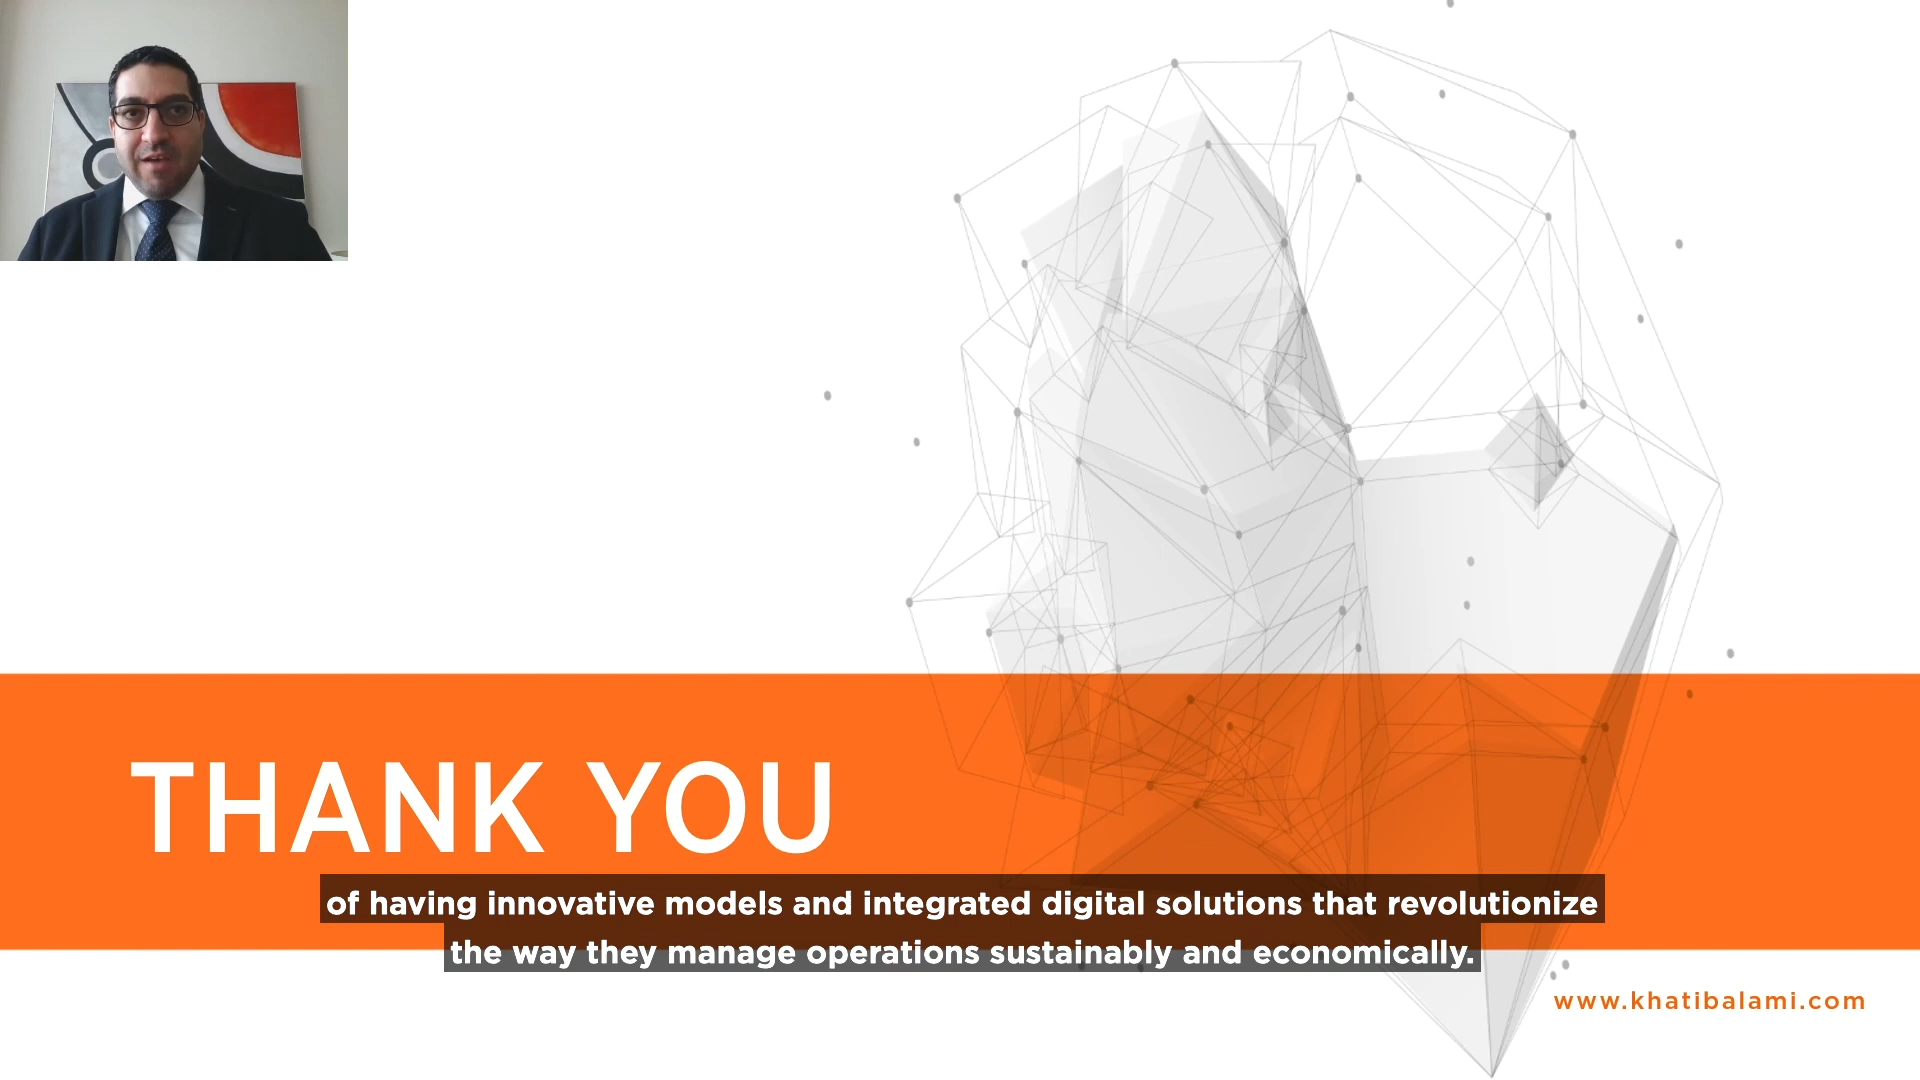 THANK YOU
of having innovative models and integrated digital solutions that revolutionize
the way they manage operations sustainably and economically.
www.khatibalami.com